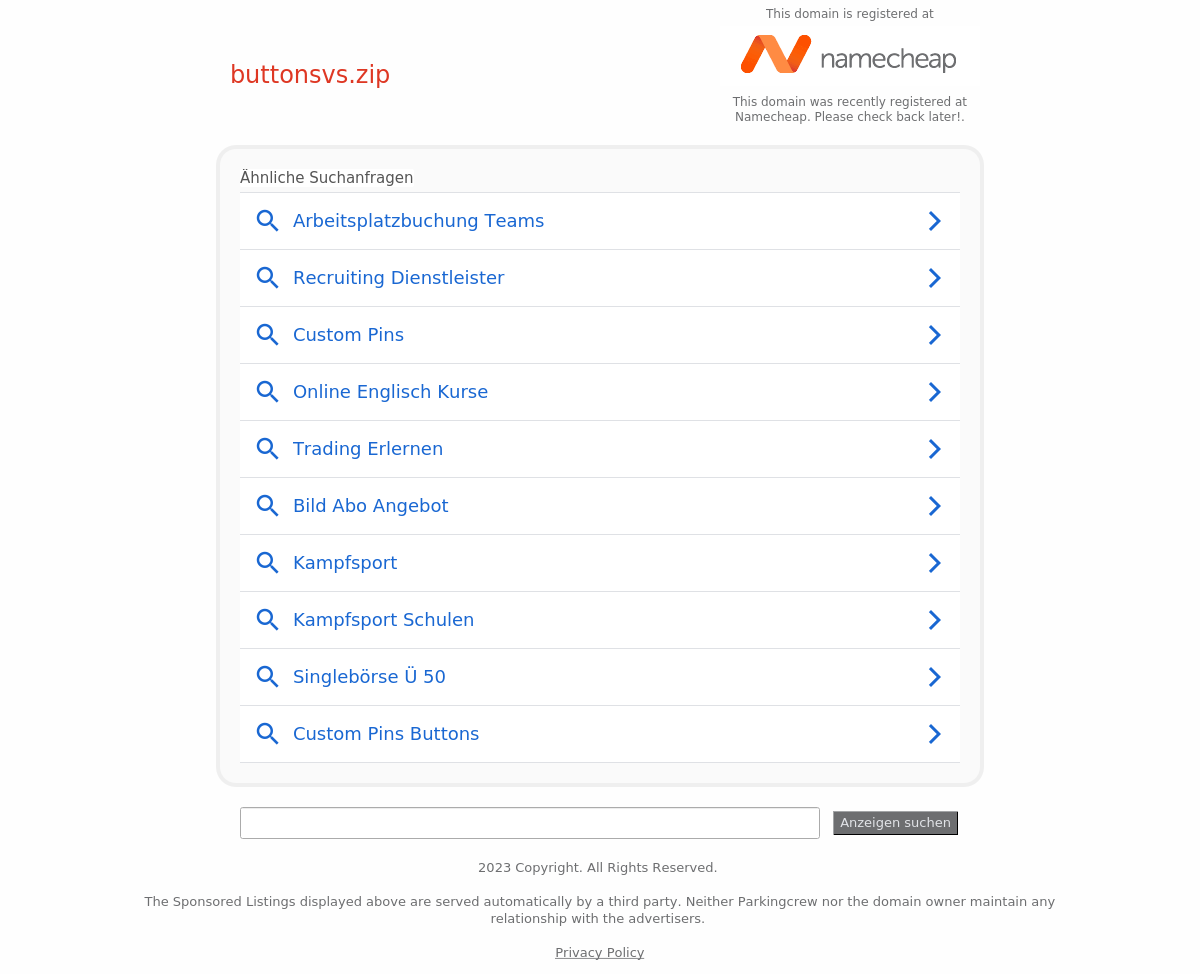 This domain is registered at
namecheap
buttonsvs.zip
This domain was recently registered at
Namecheap. Please check back later!.
Ähnliche Suchanfragen
Arbeitsplatzbuchung Teams
Recruiting Dienstleister
Custom Pins
Online Englisch Kurse
Trading Erlernen
Bild Abo Angebot
Kampfsport
Kampfsport Schulen
Singlebörse Ü 50
Custom Pins Buttons
Anzeigen suchen
2023 Copyright. All Rights Reserved.
The Sponsored Listings displayed above are served automatically by a third party. Neither Parkingcrew nor the domain owner maintain any
relationship with the advertisers.
Privacy Policy